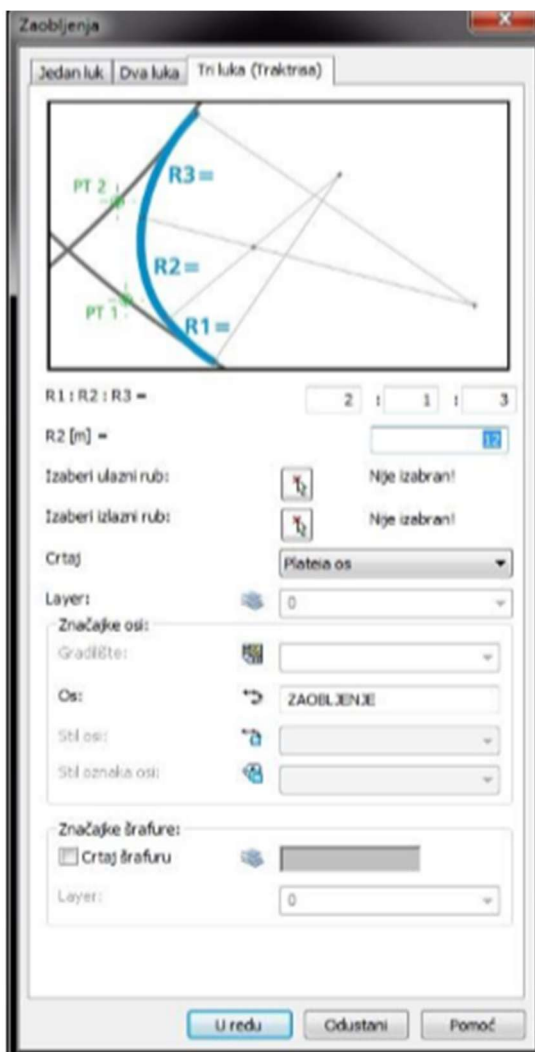 Zaobljenja
Jedan luk Dva luka Tri luka (Traktrisa)
R3=
PT 2
R2=
PT 1
R1=
R1 : R2 : R3 = 2 : 1 : 3
R2 [m] = 12
Izaberi ulazni rub: Nije izabran!
Izaberi izlazni rub: Nije izabran!
Crtaj Plateia os
Layer: 0
Značajke osi:
Gradilište:
Os: ZAOBLJENJE
Stil osi:
Stil oznaka osi:
Značajke šrafure:
Crtaj šrafuru
Layer: 0
U redu Odustani Pomoć